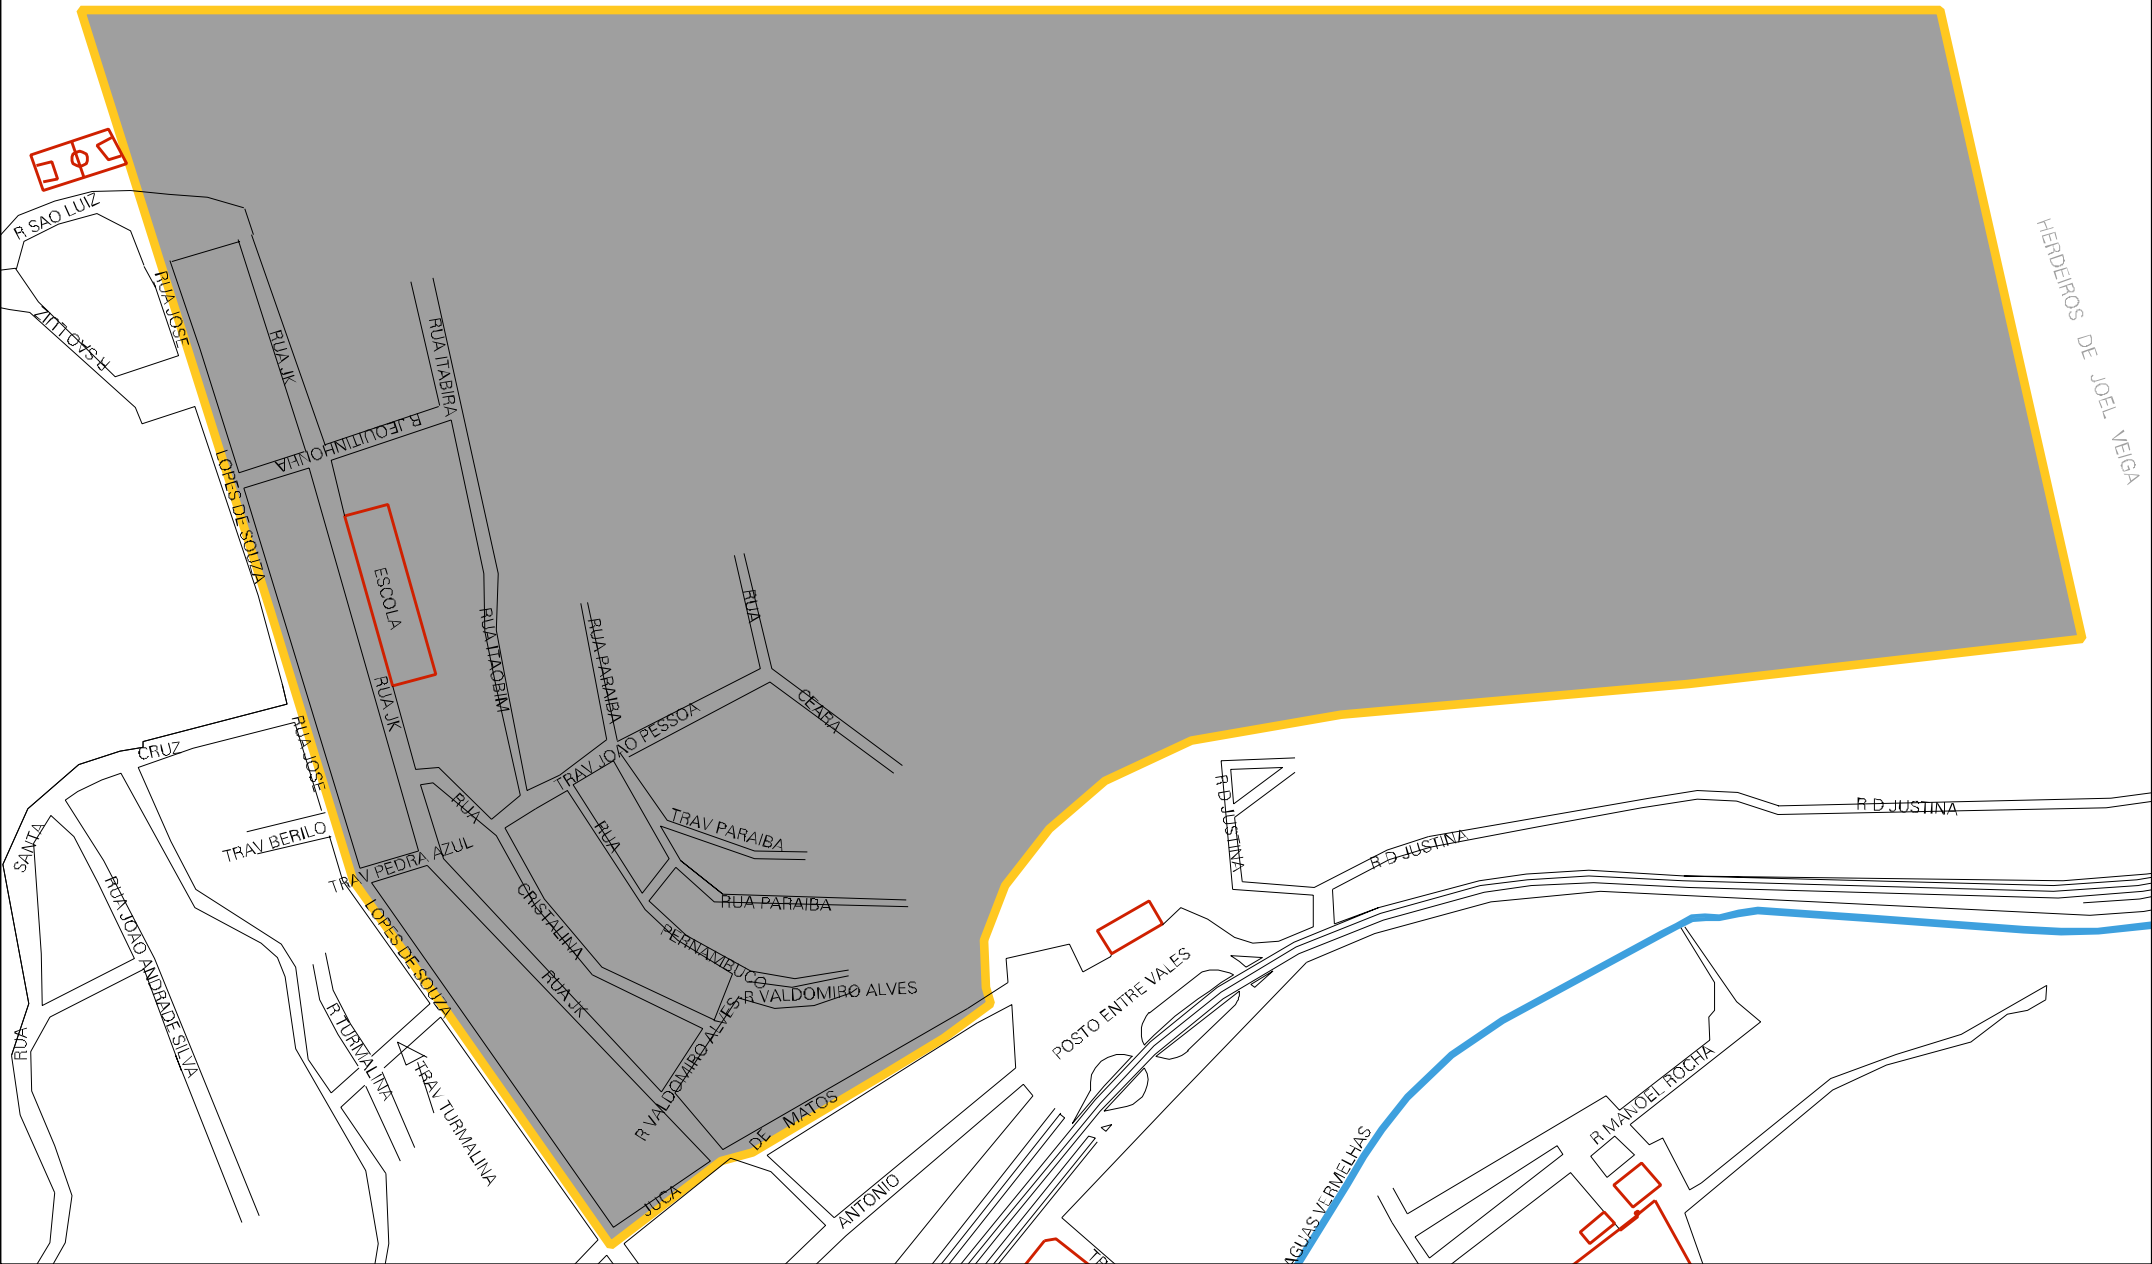 R SAO LUIZ
HERDEIROS DE JOEL VEIGA
RUA JOSE
R SAO LUIZ
RUA JK
RUA ITABIRA
R JEQUITINHONHA
LOPES DE SOUZA
ESCOLA
RUA
RUA ITAOBIM
RUA PARAIBA
RUA JK
CEARA
TRAV JOAO PESSOA
RUA JOSE
CRUZ
RUA
RUA
TRAV PARAIBA
R D JUSTINA
R D JUSTINA
R D JUSTINA
SANTA
TRAV BERILO
TRAV PEDRA AZUL
RUA JOAO ANDRADE SILVA
CRISTALINA
RUA PARAIBA
LOPES DE SOUZA
PERNAMBUCO
RUA JK
R VALDOMIRO ALVES
POSTO ENTRE VALES
RUA
R TURMALINA
R VALDOMIRO ALVES
TRAV TURMALINA
R MANOEL ROCHA
DE MATOS
JUCA
ANTONIO
AGUAS VERMELHAS
TR